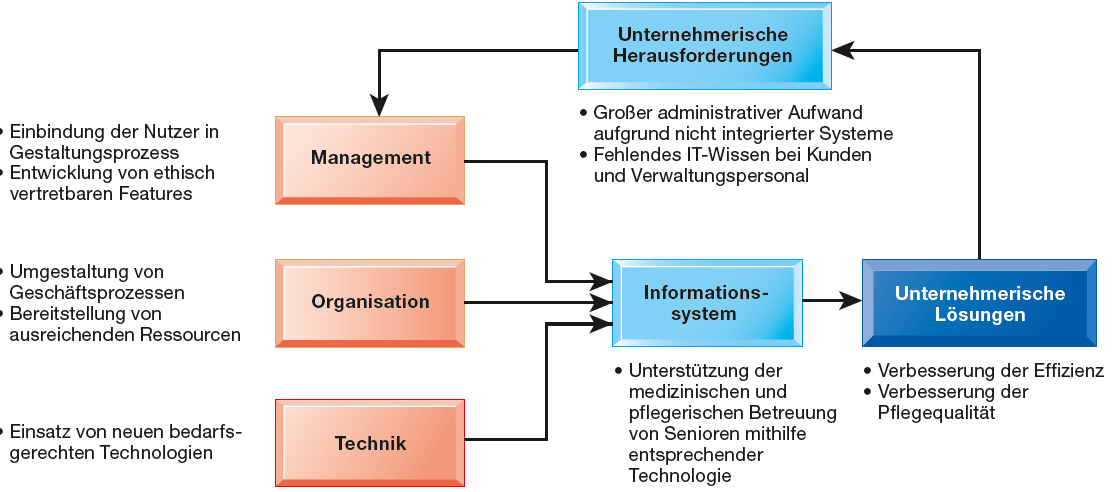 Unternehmerische
Herausforderungen
• Großer administrativer Aufwand
aufgrund nicht integrierter Systeme
• Fehlendes IT-Wissen bei Kunden
und Verwaltungspersonal
• Einbindung der Nutzer in
Gestaltungsprozess
• Entwicklung von ethisch
vertretbaren Features
Management
• Umgestaltung von
Geschäftsprozessen
• Bereitstellung von
ausreichenden Ressourcen
Organisation
• Einsatz von neuen bedarfs-
gerechten Technologien
Technik
Informations-
system
• Unterstützung der
medizinischen und
pflegerischen Betreuung
von Senioren mithilfe
entsprechender
Technologie
Unternehmerische
Lösungen
• Verbesserung der Effizienz
• Verbesserung der
Pflegequalität